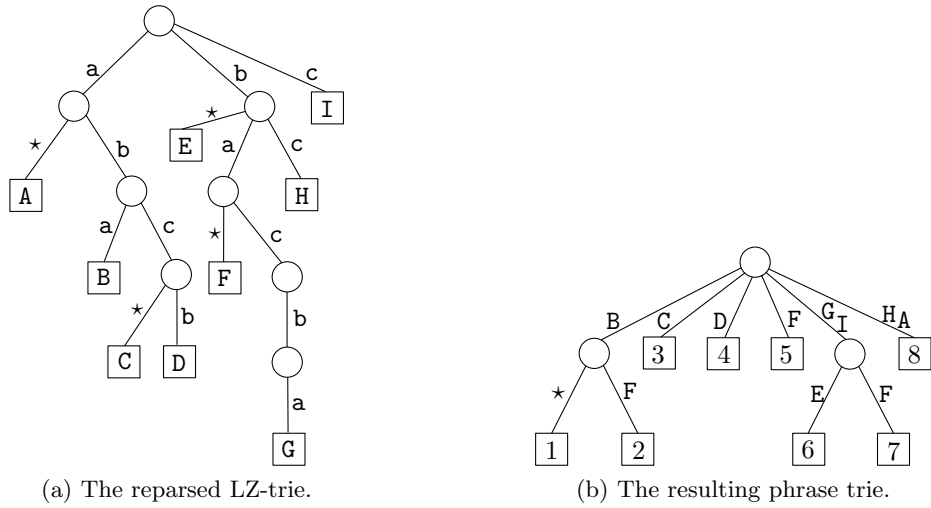 a b c
⋆ I
E
⋆ b a c
A H
a c ⋆ c
B F
⋆ b b
C D
a
G
B C D F G I H A
3 4 5 8
⋆ F E F
1 2 6 7
(a) The reparsed LZ-trie. (b) The resulting phrase trie.